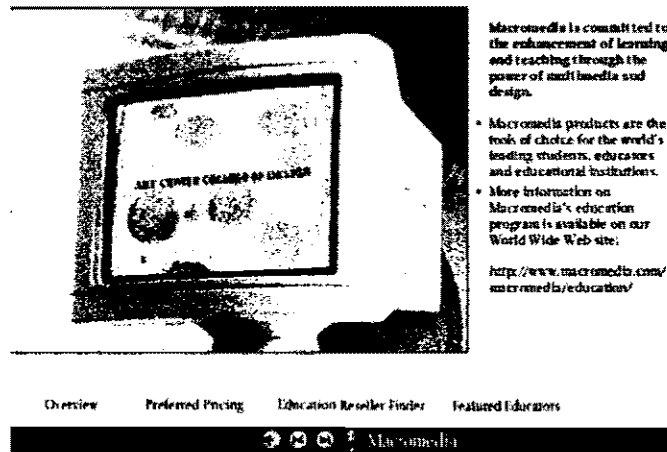 Macromedia is committed to
the enhancement of learning
and teaching through the
power of multimedia and
design.
• Macromedia products are the
tools of choice for the world's
leading students, educators
and educational institutions.
• More information on
Macromedia's education
program is available on our
World Wide Web site:
http://www.macromedia.com/
macromedia/education/
ART CENTER COLLEGE OF DESIGN
Overview Preferred Pricing Education Reseller Finder Featured Educators
Macromedia